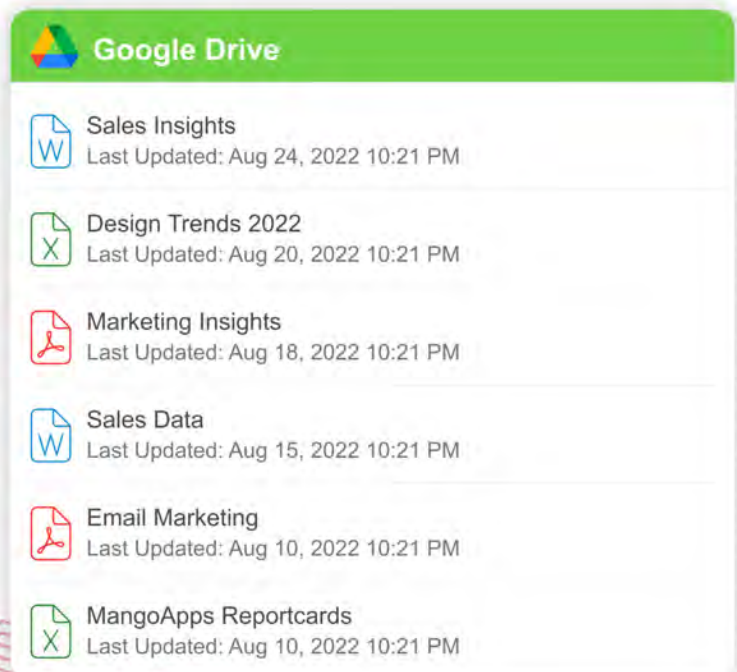 Google Drive
W
Sales Insights
Last Updated: Aug 24, 2022 10:21 PM
X
Design Trends 2022
Last Updated: Aug 20, 2022 10:21 PM
Marketing Insights
Last Updated: Aug 18, 2022 10:21 PM
W
Sales Data
Last Updated: Aug 15, 2022 10:21 PM
Email Marketing
Last Updated: Aug 10, 2022 10:21 PM
X
MangoApps Reportcards
Last Updated: Aug 10, 2022 10:21 PM